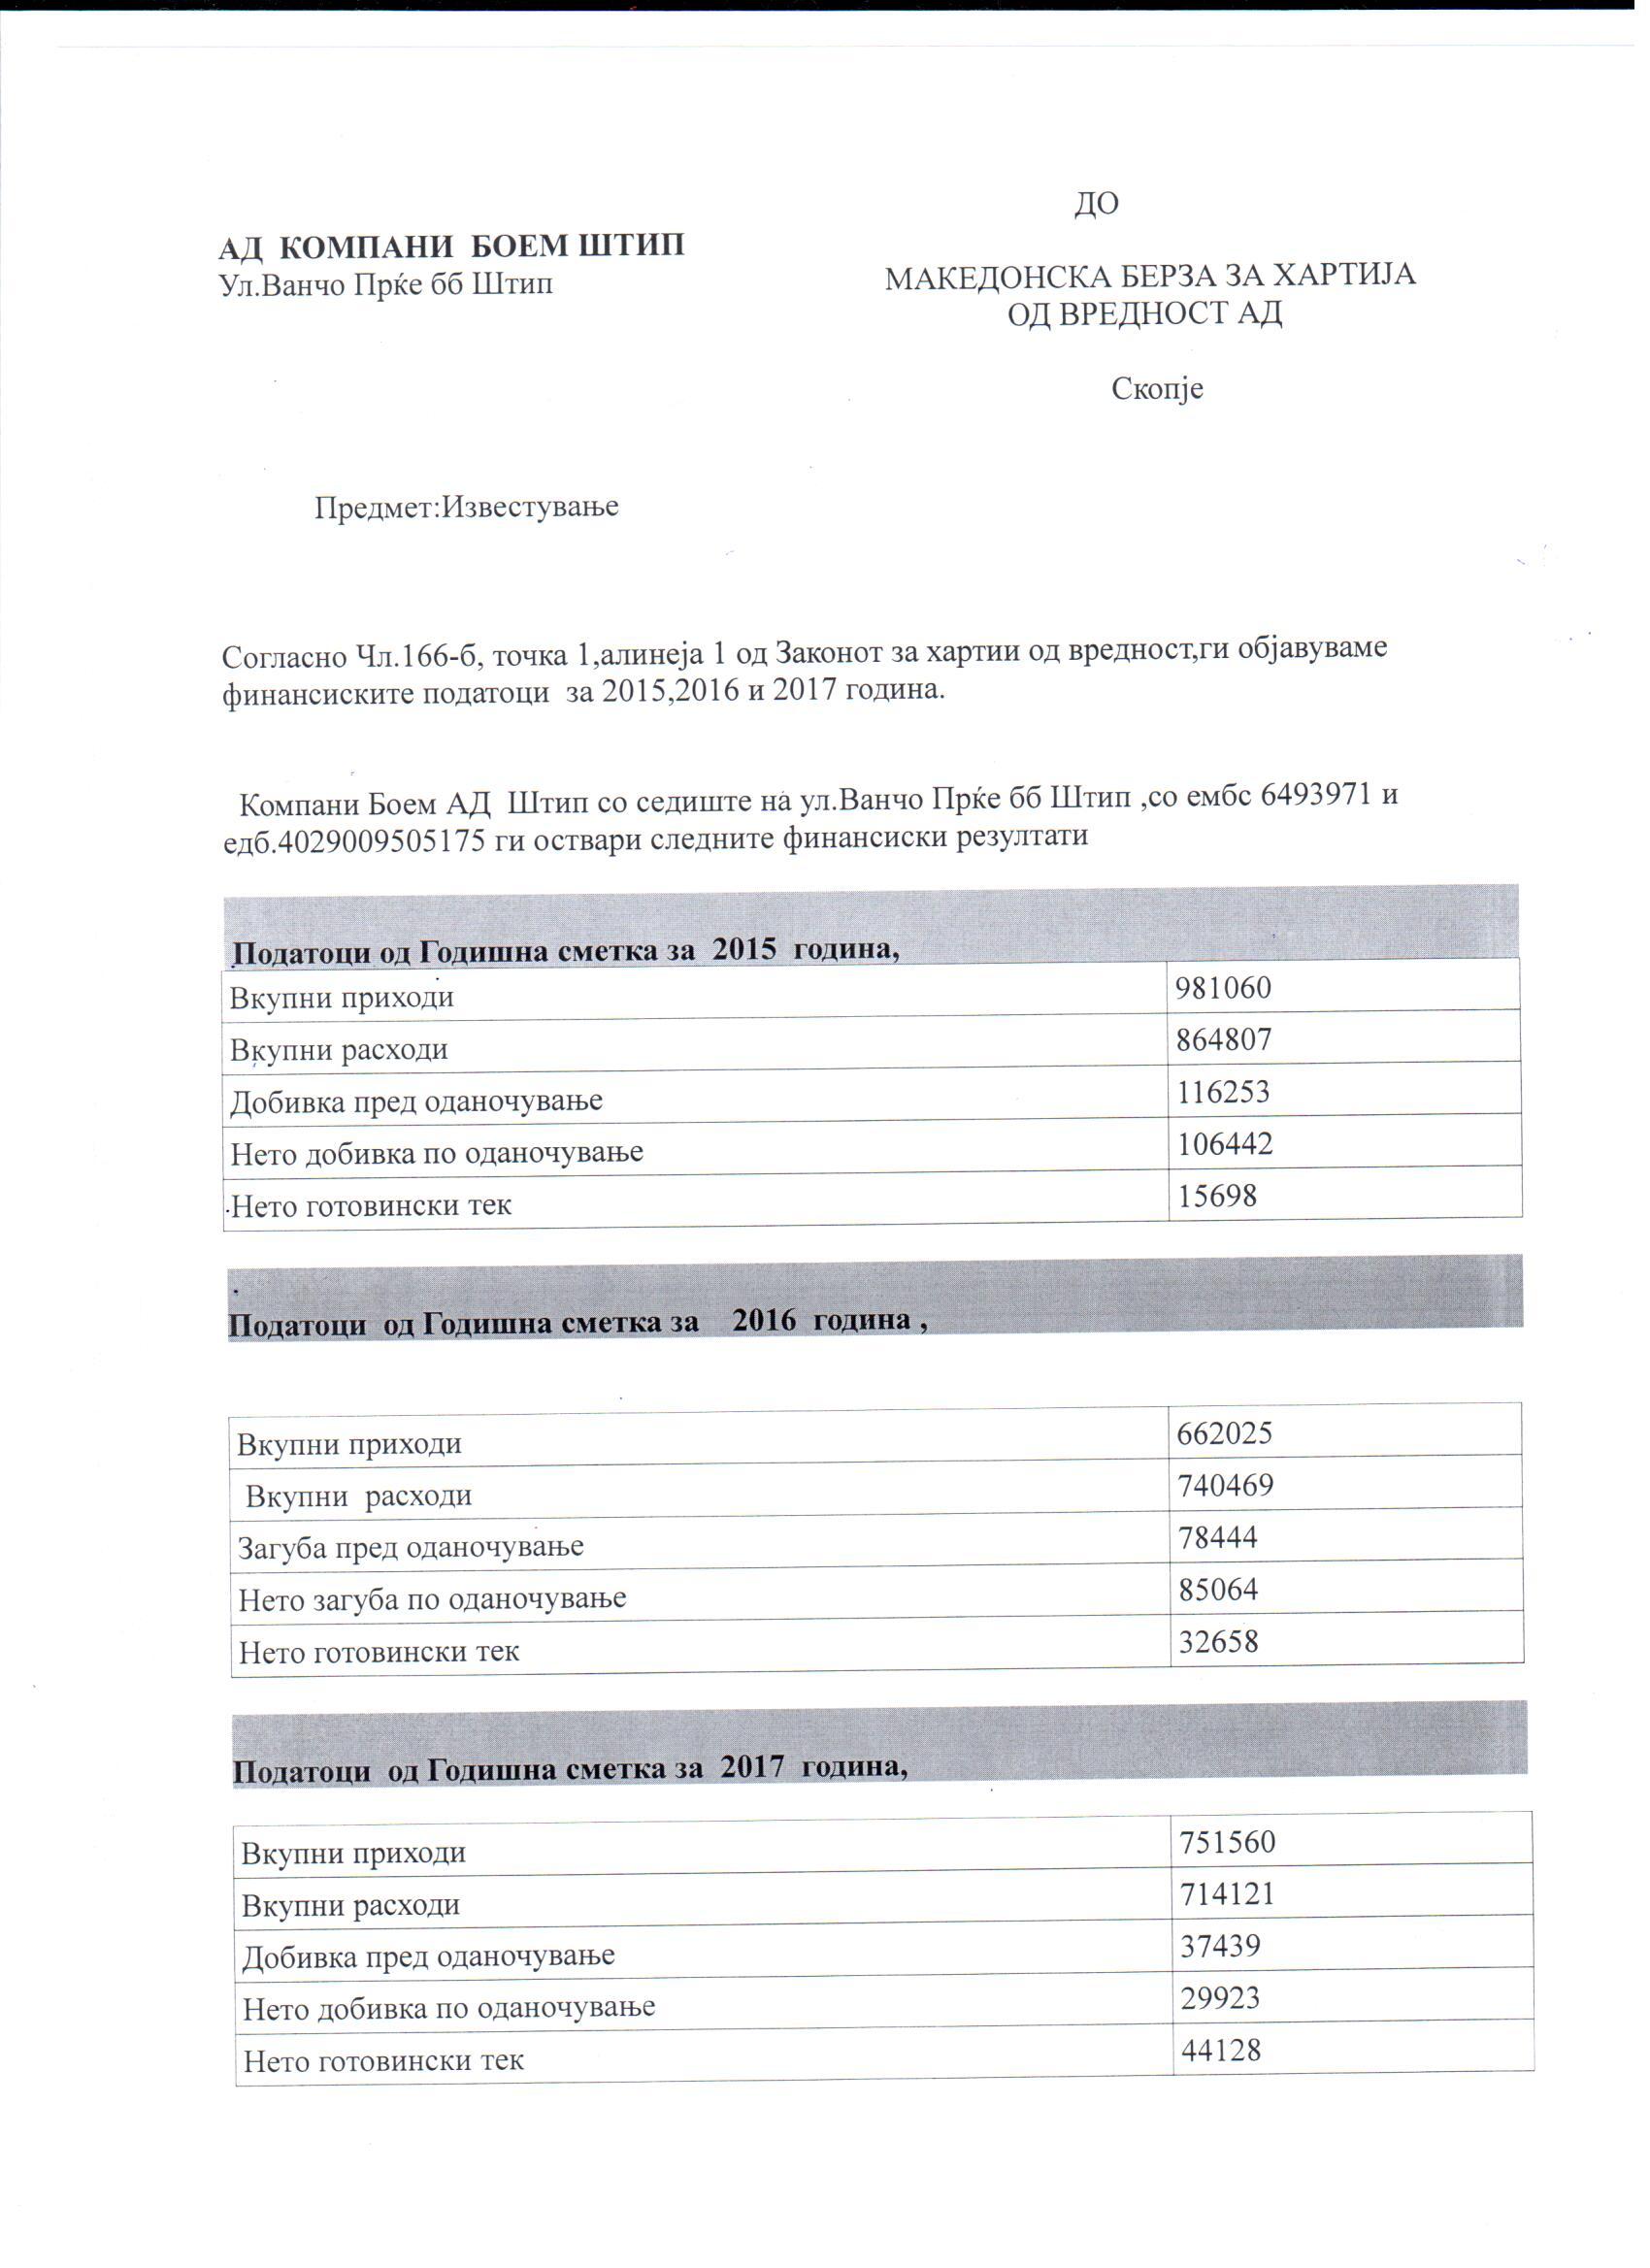 ДО
АД КОМПАНИ БОЕМ ШТИП
Ул.Ванчо Прќе бб Штип
МАКЕДОНСКА БЕРЗА ЗА ХАРТИЈА
ОД ВРЕДНОСТ АД
Скопје
Предмет:Известување
Согласно Чл.166-б, точка 1,алинеја 1 од Законот за хартии од вредност,ги објавуваме
финансиските податоци за 2015,2016 и 2017 година.
Компани Боем АД Штип со седиште на ул.Ванчо Прќе бб Штип ,со ембс 6493971 и
едб.4029009505175 ги оствари следните финансиски резултати
Податоци од Годишна сметка за 2015 година,
Вкупни приходи 981060
Вкупни расходи 864807
Добивка пред оданочување 116253
Нето добивка по оданочување 106442
Нето готовински тек 15698
Податоци од Годишна сметка за 2016 година ,
Вкупни приходи 662025
Вкупни расходи 740469
Загуба пред оданочување 78444
Нето загуба по оданочување 85064
Нето готовински тек 32658
Податоци од Годишна сметка за 2017 година,
Вкупни приходи 751560
Вкупни расходи 714121
Добивка пред оданочување 37439
Нето добивка по оданочување 29923
Нето готовински тек 44128